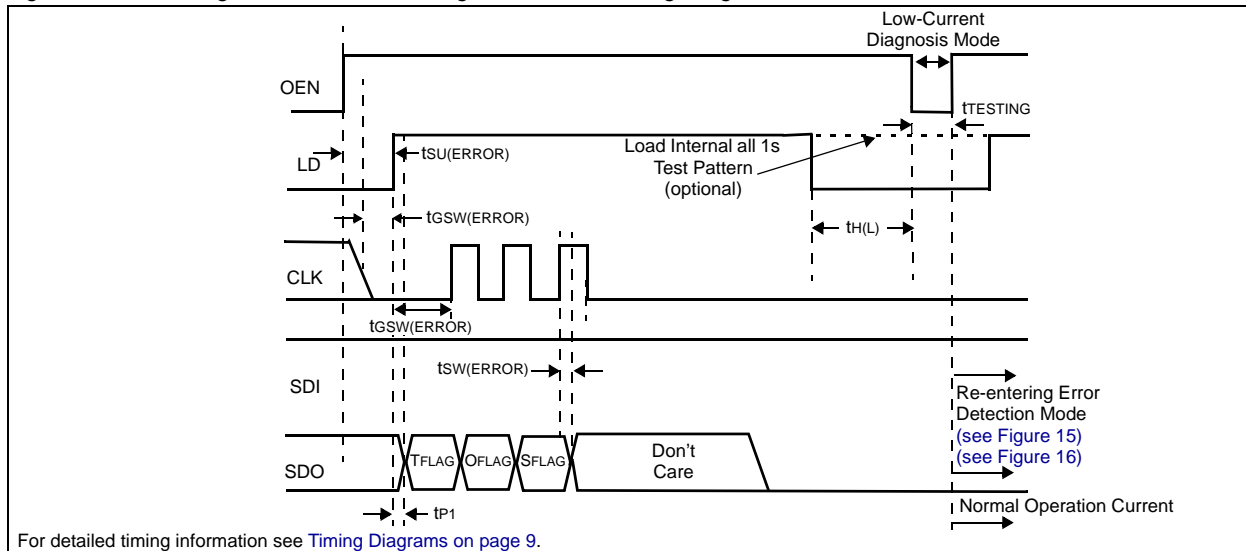 Low-Current
Diagnosis Mode
OEN
tTESTING
LD
tSU(ERROR)
Load Internal all 1s
Test Pattern
(optional)
tGSW(ERROR)
tH(L)
CLK
tGSW(ERROR)
tSW(ERROR)
SDI
Re-entering Error
Detection Mode
(see Figure 15)
(see Figure 16)
SDO
TFLAG
OFLAG
SFLAG
Don't
Care
tP1
Normal Operation Current
For detailed timing information see Timing Diagrams on page 9.